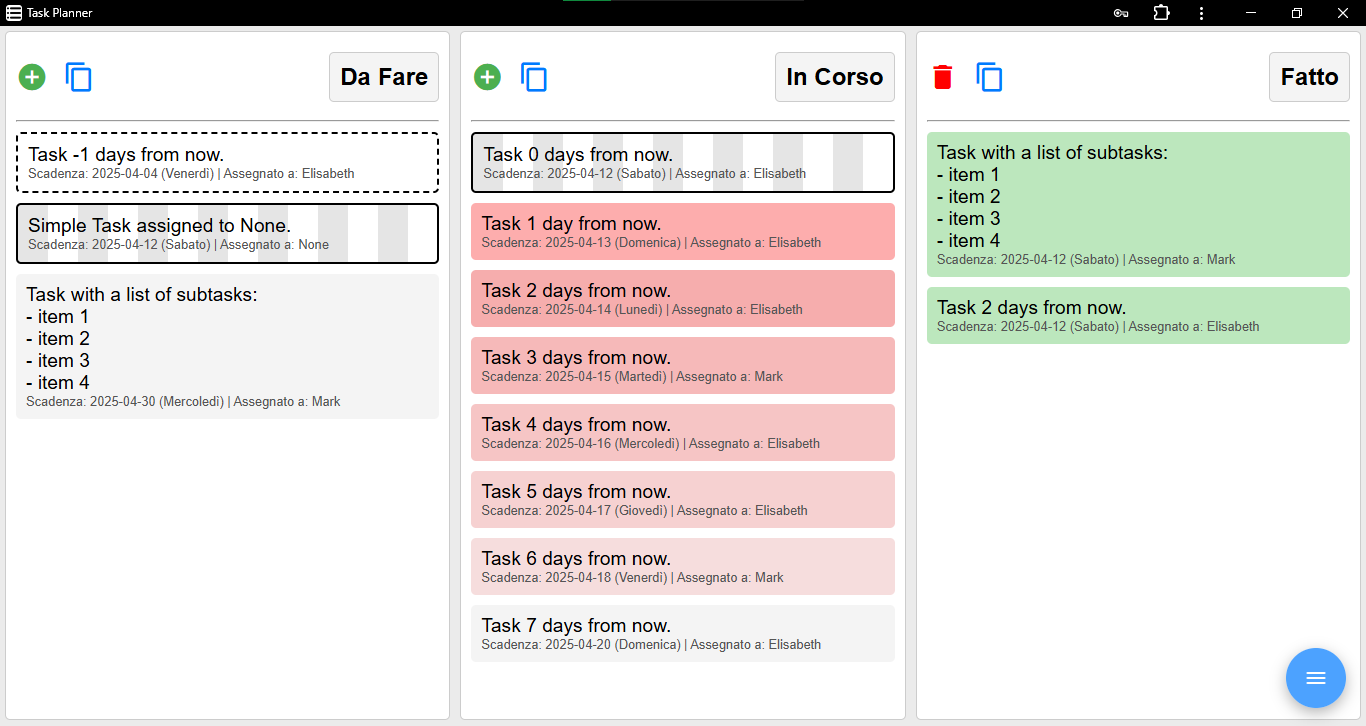 Task Planner
Da Fare
Task -1 days from now.
Scadenza: 2025-04-04 (Venerdì) | Assegnato a: Elisabeth
Simple Task assigned to None.
Scadenza: 2025-04-12 (Sabato) | Assegnato a: None
Task with a list of subtasks:
- item 1
- item 2
- item 3
- item 4
Scadenza: 2025-04-30 (Mercoledì) | Assegnato a: Mark
In Corso
Task 0 days from now.
Scadenza: 2025-04-12 (Sabato) | Assegnato a: Elisabeth
Task 1 day from now.
Scadenza: 2025-04-13 (Domenica) | Assegnato a: Elisabeth
Task 2 days from now.
Scadenza: 2025-04-14 (Lunedì) | Assegnato a: Elisabeth
Task 3 days from now.
Scadenza: 2025-04-15 (Martedì) | Assegnato a: Mark
Task 4 days from now.
Scadenza: 2025-04-16 (Mercoledì) | Assegnato a: Elisabeth
Task 5 days from now.
Scadenza: 2025-04-17 (Giovedì) | Assegnato a: Elisabeth
Task 6 days from now.
Scadenza: 2025-04-18 (Venerdì) | Assegnato a: Mark
Task 7 days from now.
Scadenza: 2025-04-20 (Domenica) | Assegnato a: Elisabeth
Fatto
Task with a list of subtasks:
- item 1
- item 2
- item 3
- item 4
Scadenza: 2025-04-12 (Sabato) | Assegnato a: Mark
Task 2 days from now.
Scadenza: 2025-04-12 (Sabato) | Assegnato a: Elisabeth